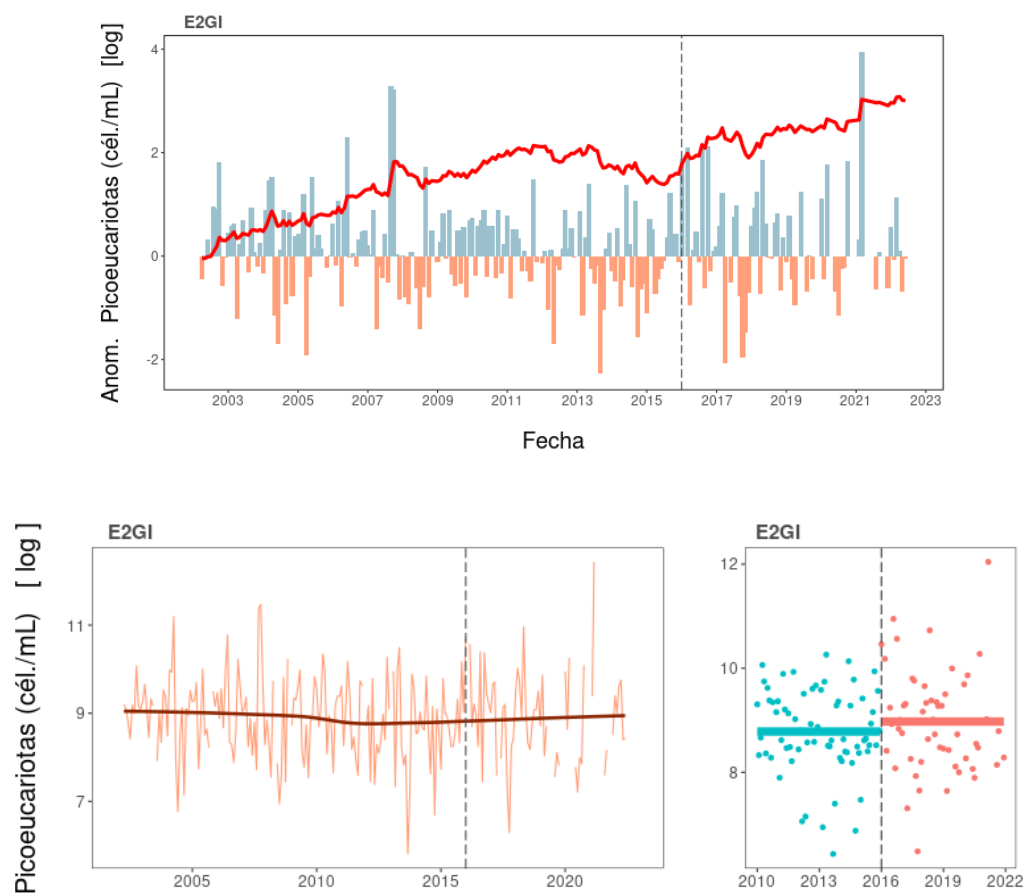 E2GI
Anom. Picoeucariotas (cél./mL) [log]
4
2
0
-2
2003 2005 2007 2009 2011 2013 2015 2017 2019 2021 2023
Fecha
Picoeucariotas (cél./mL) [ log ]
E2GI
11
9
7
2005 2010 2015 2020
E2GI
12
10
8
2010 2013 2016 2019 2022